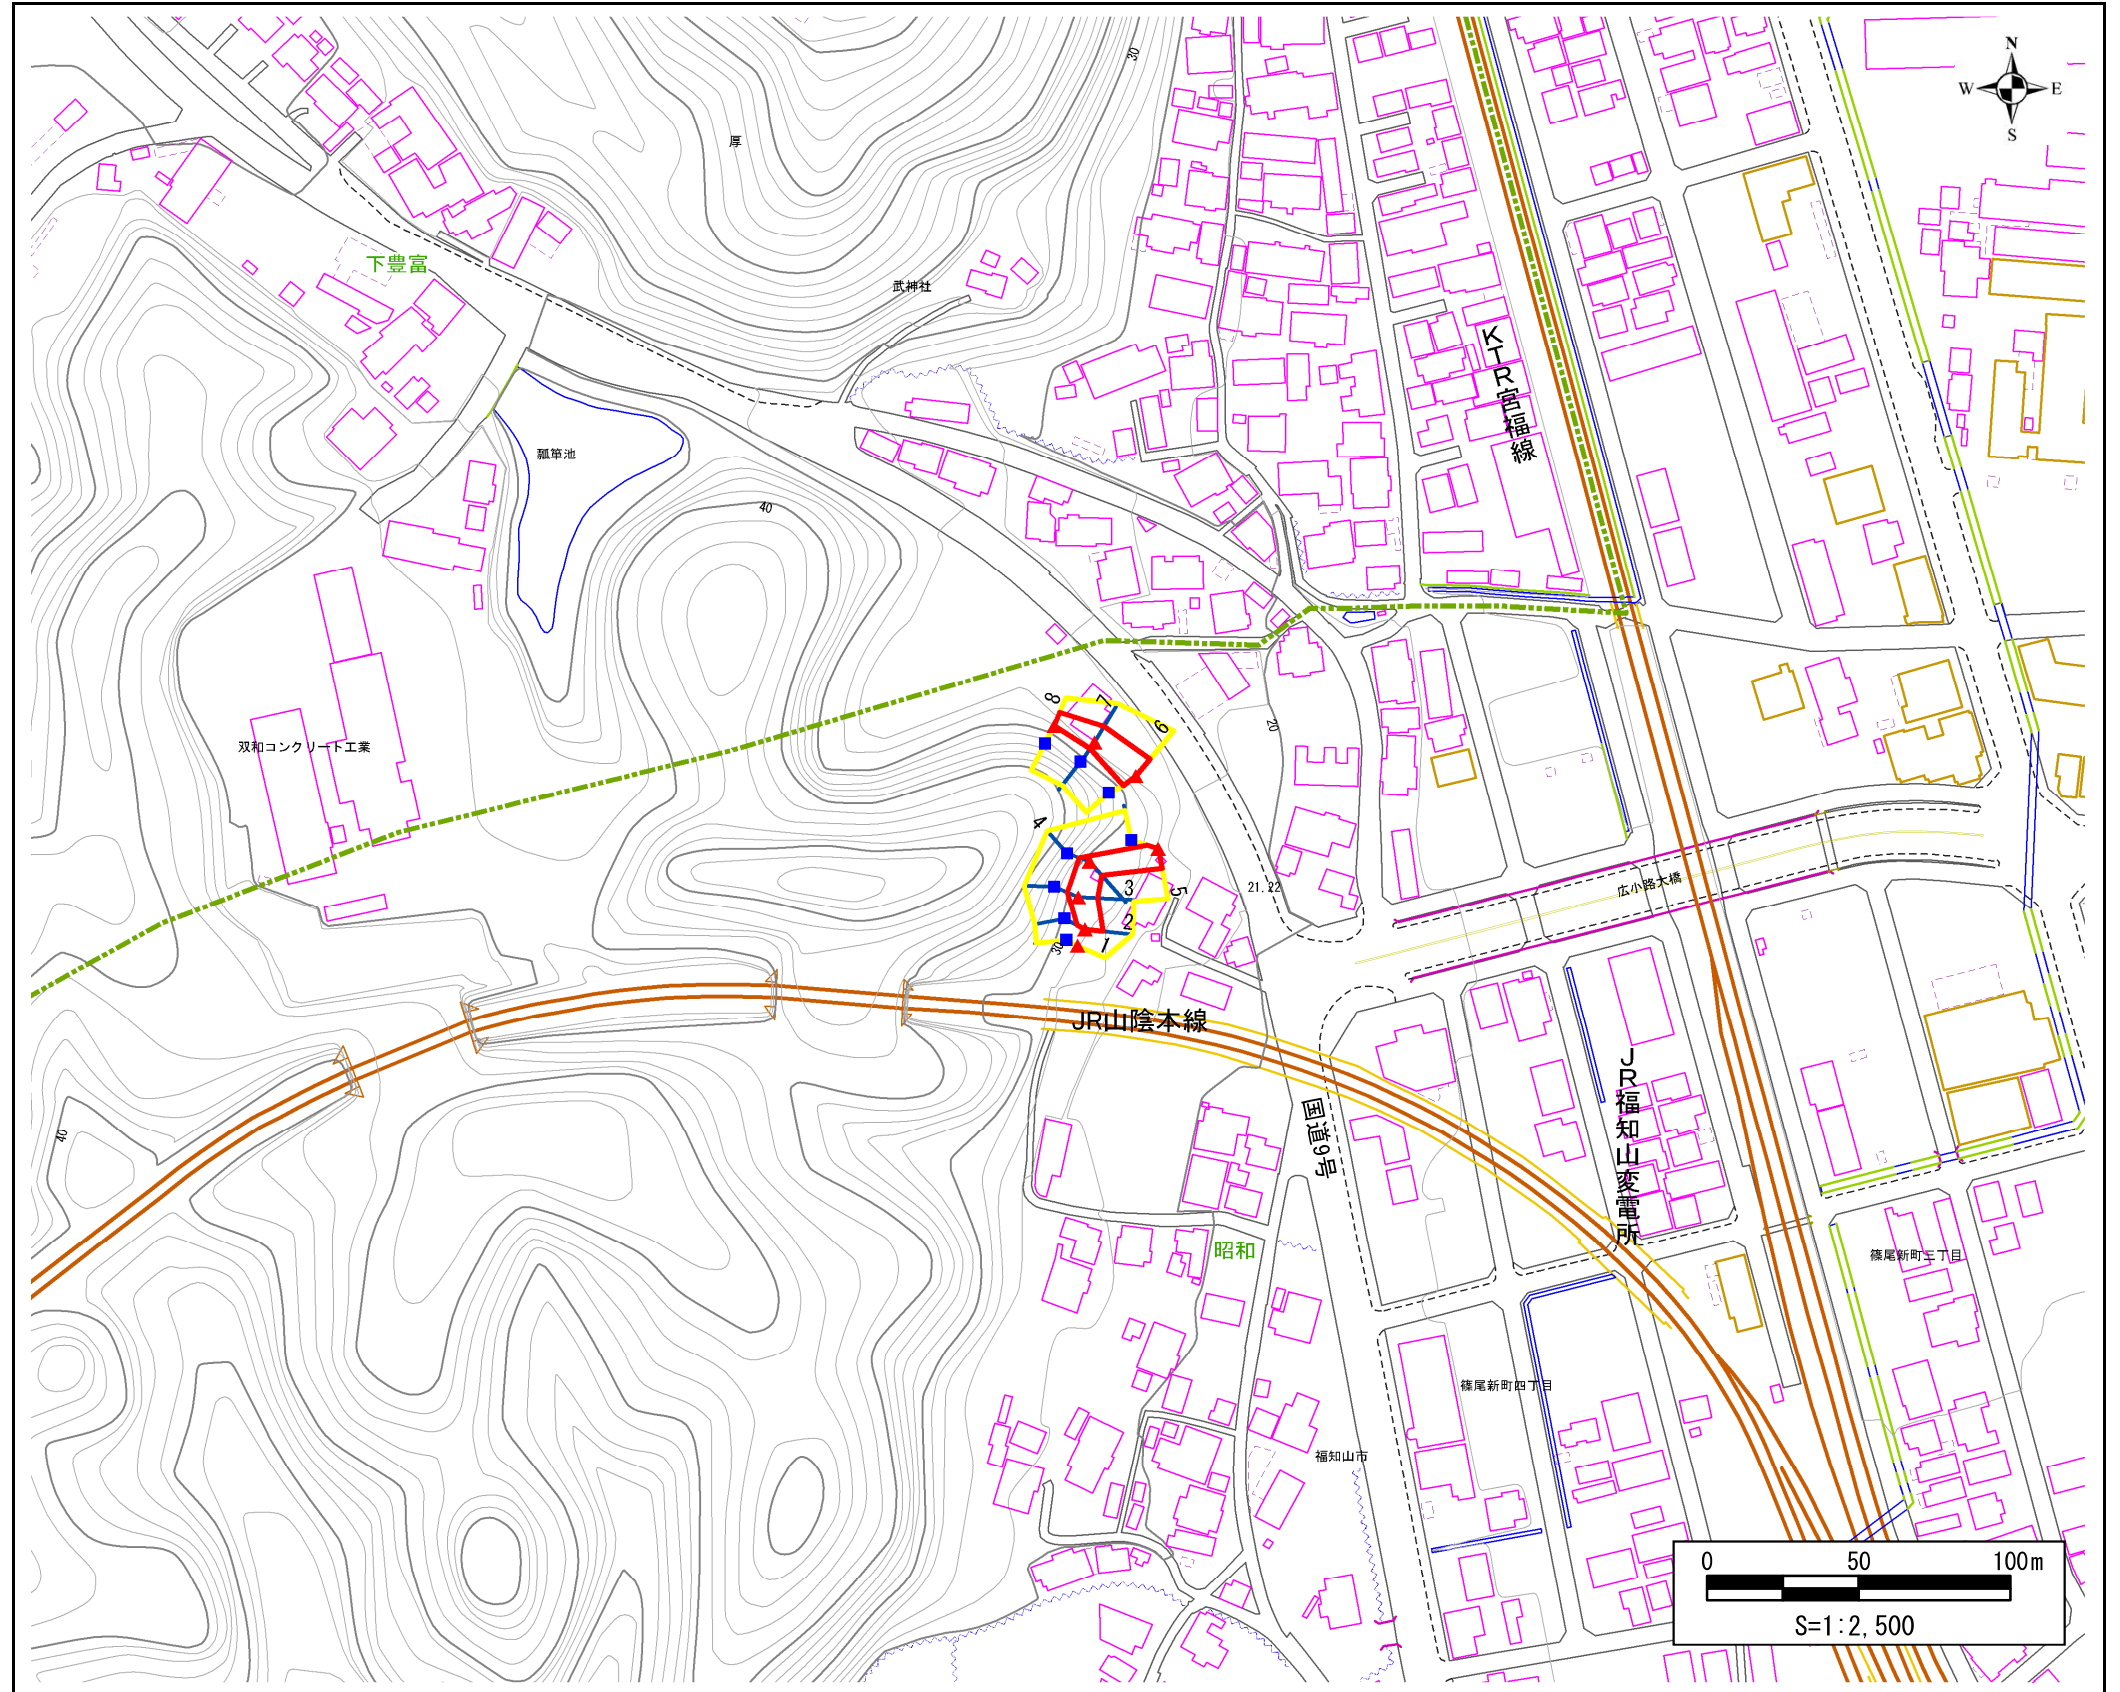 N
W E
S
30
厚
下豊富
武神社
KTR宮福線
瓢箪池
40
8
7
6
20
双和コンクリート工業
4
3
5
21.22
広小路大橋
2
1
30
JR山陰本線
JR福知山変電所
国道9号
40
昭和
篠尾新町三丁目
篠尾新町四丁目
福知山市
0 50 100m
S=1:2,500